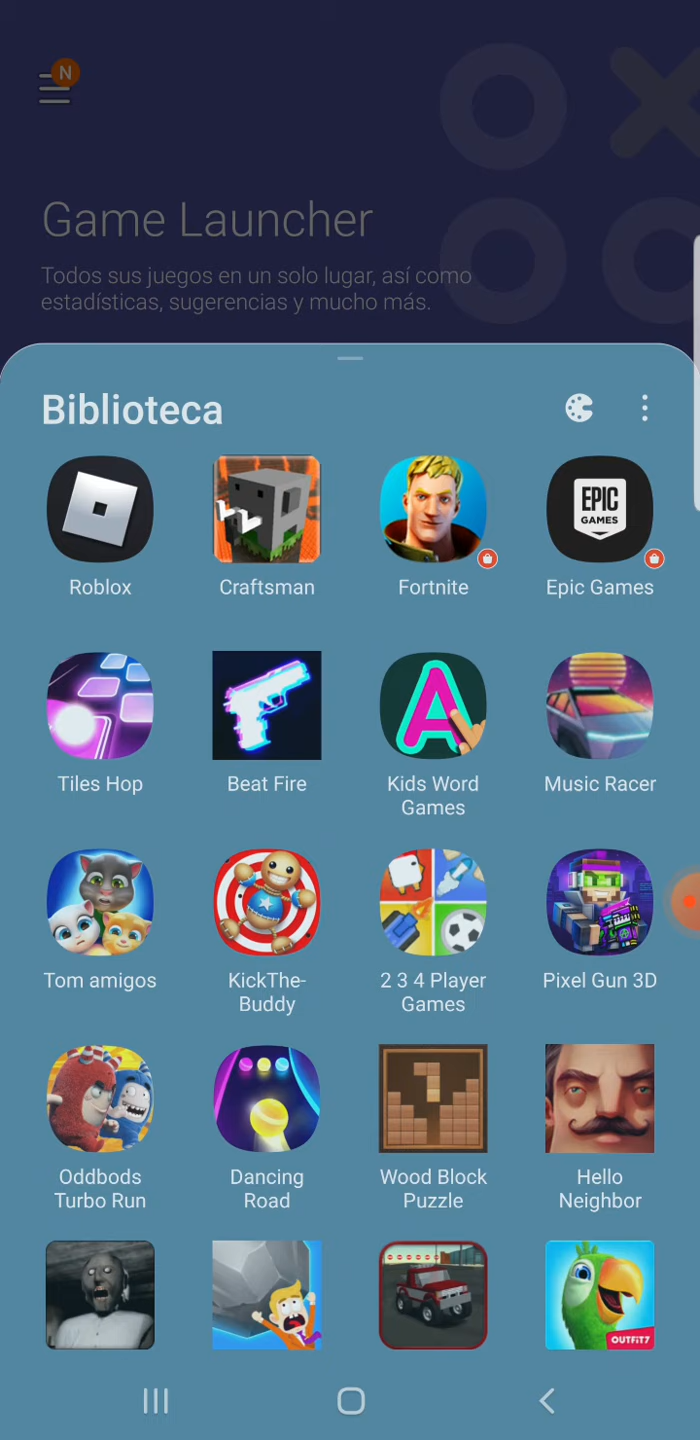 N
Game Launcher
Todos sus juegos en un solo lugar, así como
estadísticas, sugerencias y mucho más.
Biblioteca
EPIC
GAMES
Roblox
Craftsman
Fortnite
Epic Games
A
Tiles Hop
Beat Fire
Kids Word
Games
Music Racer
Tom amigos
KickThe-
Buddy
2 3 4 Player
Games
Pixel Gun 3D
Oddbods
Turbo Run
Dancing
Road
Wood Block
Puzzle
Hello
Neighbor
OUTFIT7